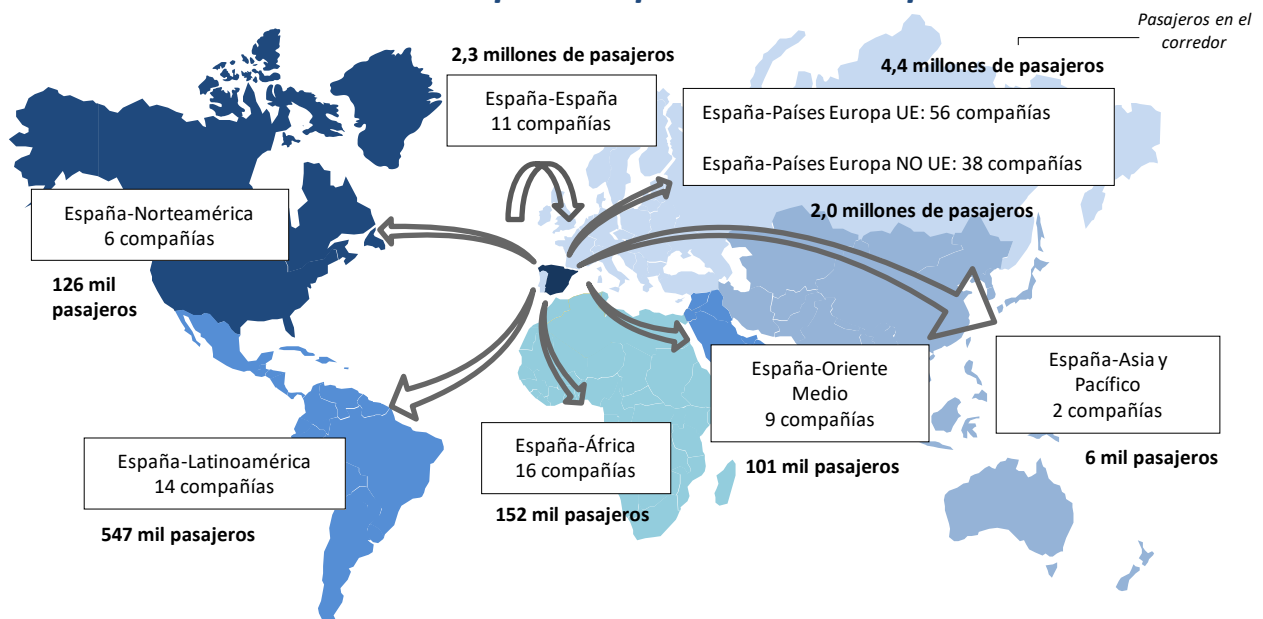 Pasajeros en el
corredor
2,3 millones de pasajeros
España-España
11 compañías
4,4 millones de pasajeros
España-Países Europa UE: 56 compañías
España-Países Europa NO UE: 38 compañías
2,0 millones de pasajeros
España-Norteamérica
6 compañías
126 mil
pasajeros
España-Oriente
Medio
9 compañías
101 mil pasajeros
España-Asia y
Pacífico
2 compañías
6 mil pasajeros
España-África
16 compañías
152 mil pasajeros
España-Latinoamérica
14 compañías
547 mil pasajeros